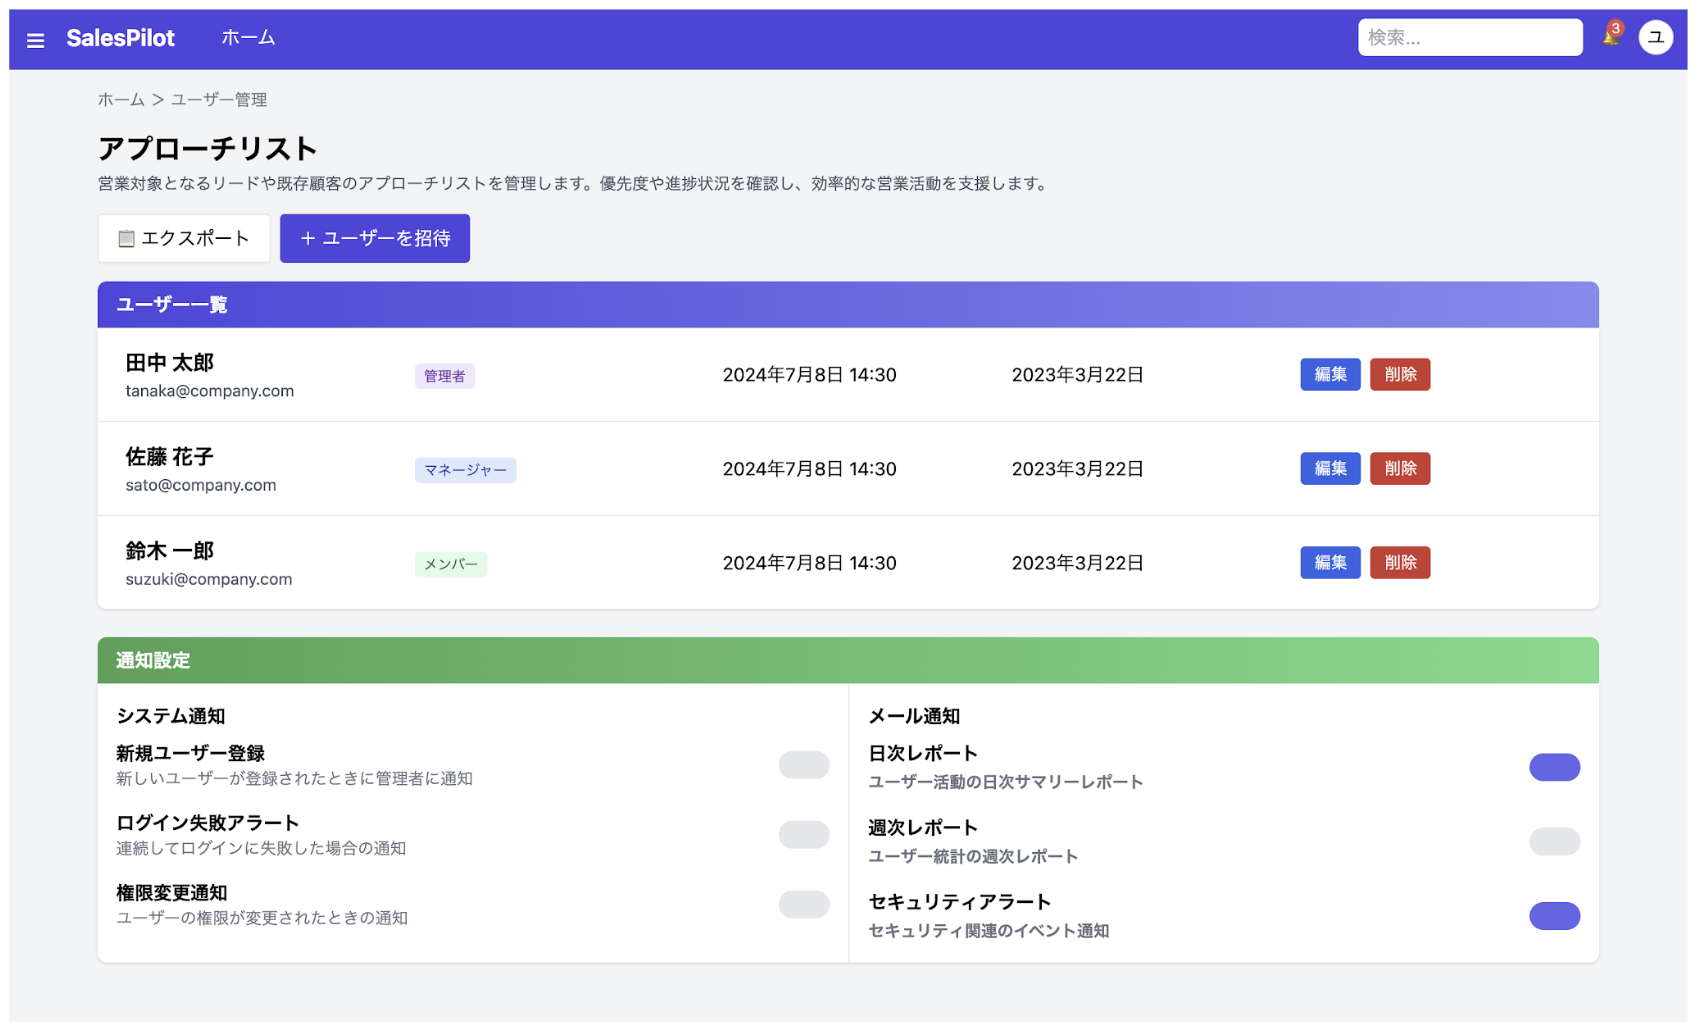 SalesPilot ホーム 検索... 3 ユ
ホーム > ユーザー管理
アプローチリスト
営業対象となるリードや既存顧客のアプローチリストを管理します。優先度や進捗状況を確認し、効率的な営業活動を支援します。
エクスポート + ユーザーを招待
ユーザー一覧
田中 太郎
tanaka@company.com
管理者 2024年7月8日 14:30 2023年3月22日 編集 削除
佐藤 花子
sato@company.com
マネージャー 2024年7月8日 14:30 2023年3月22日 編集 削除
鈴木 一郎
suzuki@company.com
メンバー 2024年7月8日 14:30 2023年3月22日 編集 削除
通知設定
システム通知
新規ユーザー登録
新しいユーザーが登録されたときに管理者に通知
ログイン失敗アラート
連続してログインに失敗した場合の通知
権限変更通知
ユーザーの権限が変更されたときの通知
メール通知
日次レポート
ユーザー活動の日次サマリーレポート
週次レポート
ユーザー統計の週次レポート
セキュリティアラート
セキュリティ関連のイベント通知